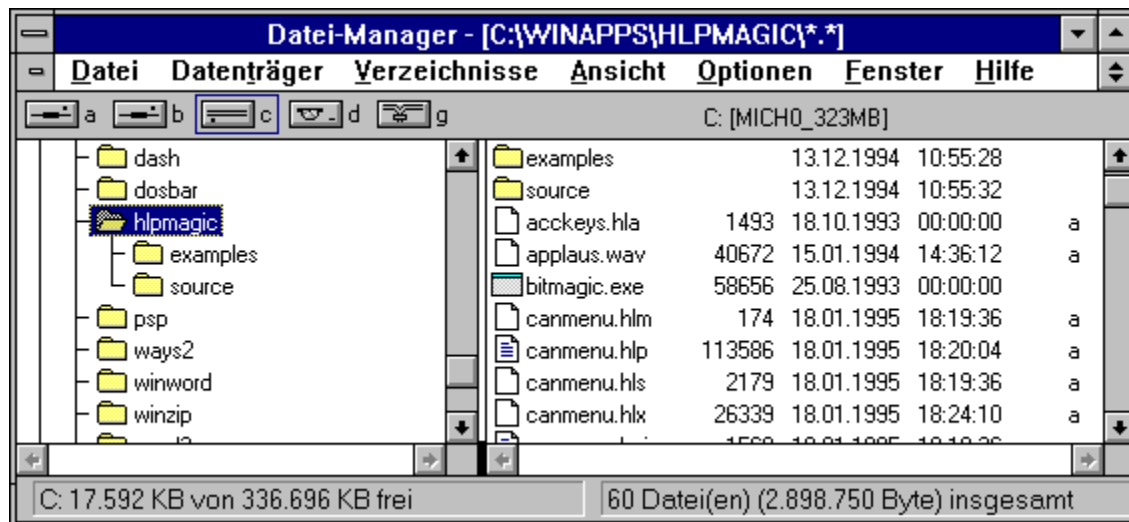 Datei-Manager - [C:\WINAPPS\HLPMAGIC\*.*]
Datei Datenträger Verzeichnisse Ansicht Optionen Fenster Hilfe
a b c d g C: [MICH0_323MB]
dash
dosbar
hlpmagic
examples
source
psp
ways2
winword
winzip
examples 13.12.1994 10:55:28
source 13.12.1994 10:55:32
acckeys.hla 1493 18.10.1993 00:00:00 a
applaus.wav 40672 15.01.1994 14:36:12 a
bitmagic.exe 58656 25.08.1993 00:00:00
canmenu.hlm 174 18.01.1995 18:19:36 a
canmenu.hlp 113586 18.01.1995 18:20:04 a
canmenu.hls 2179 18.01.1995 18:19:36 a
canmenu.hlx 26339 18.01.1995 18:24:10 a
C: 17.592 KB von 336.696 KB frei
60 Datei(en) (2.898.750 Byte) insgesamt